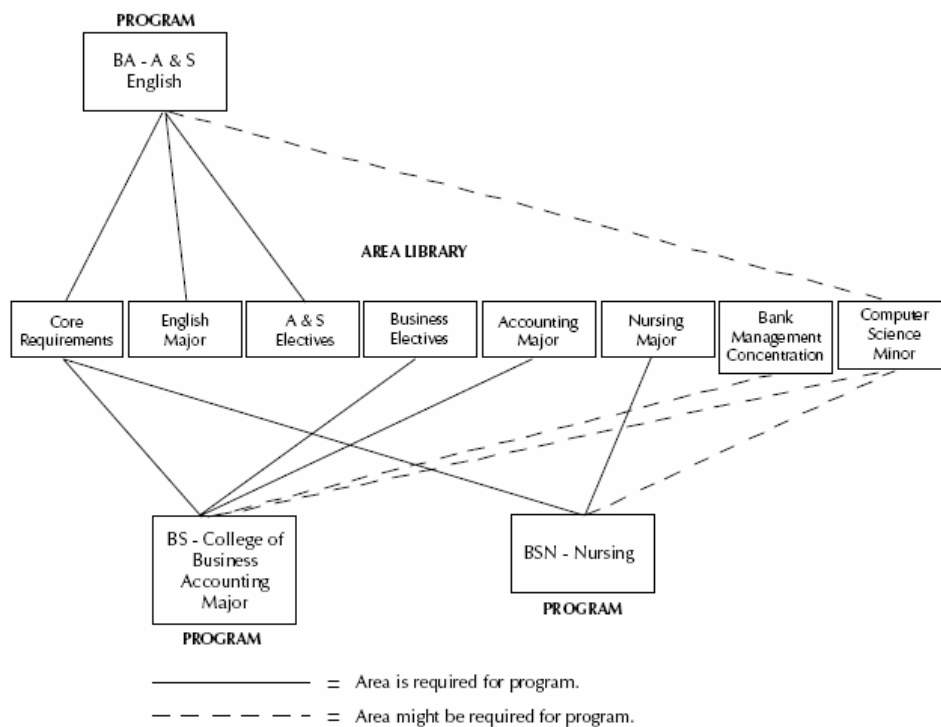 PROGRAM
BA - A & S
English
AREA LIBRARY
Core
Requirements
English
Major
A & S
Electives
Business
Electives
Accounting
Major
Nursing
Major
Bank
Management
Concentration
Computer
Science
Minor
BS - College of
Business
Accounting
Major
PROGRAM
BSN - Nursing
PROGRAM
= Area is required for program.
= Area might be required for program.